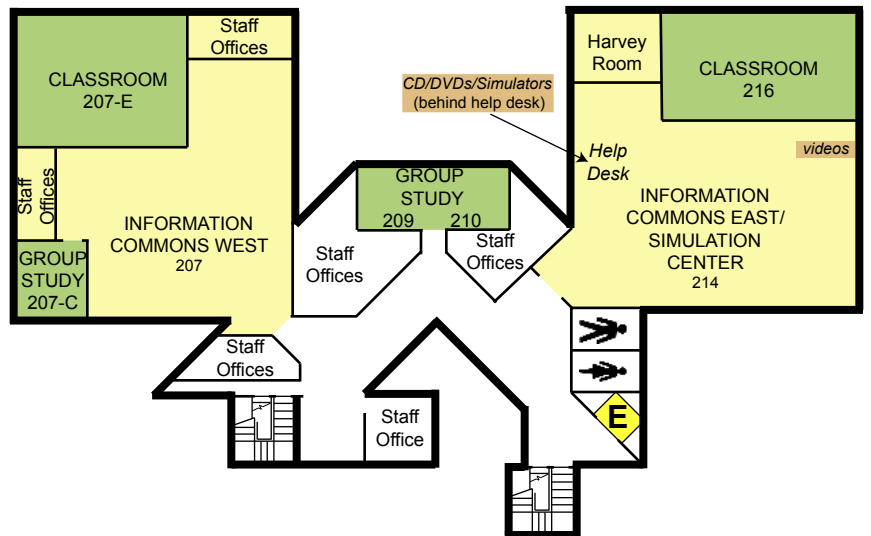 Staff
Offices
CLASSROOM
207-E
Staff
Offices
INFORMATION
COMMONS WEST
207
GROUP
STUDY
207-C
Staff
Offices
Staff
Offices
GROUP
STUDY
209 210
Staff
Offices
Staff
Office
CD/DVDs/Simulators
(behind help desk)
Harvey
Room
CLASSROOM
216
videos
Help
Desk
INFORMATION
COMMONS EAST/
SIMULATION
CENTER
214
E